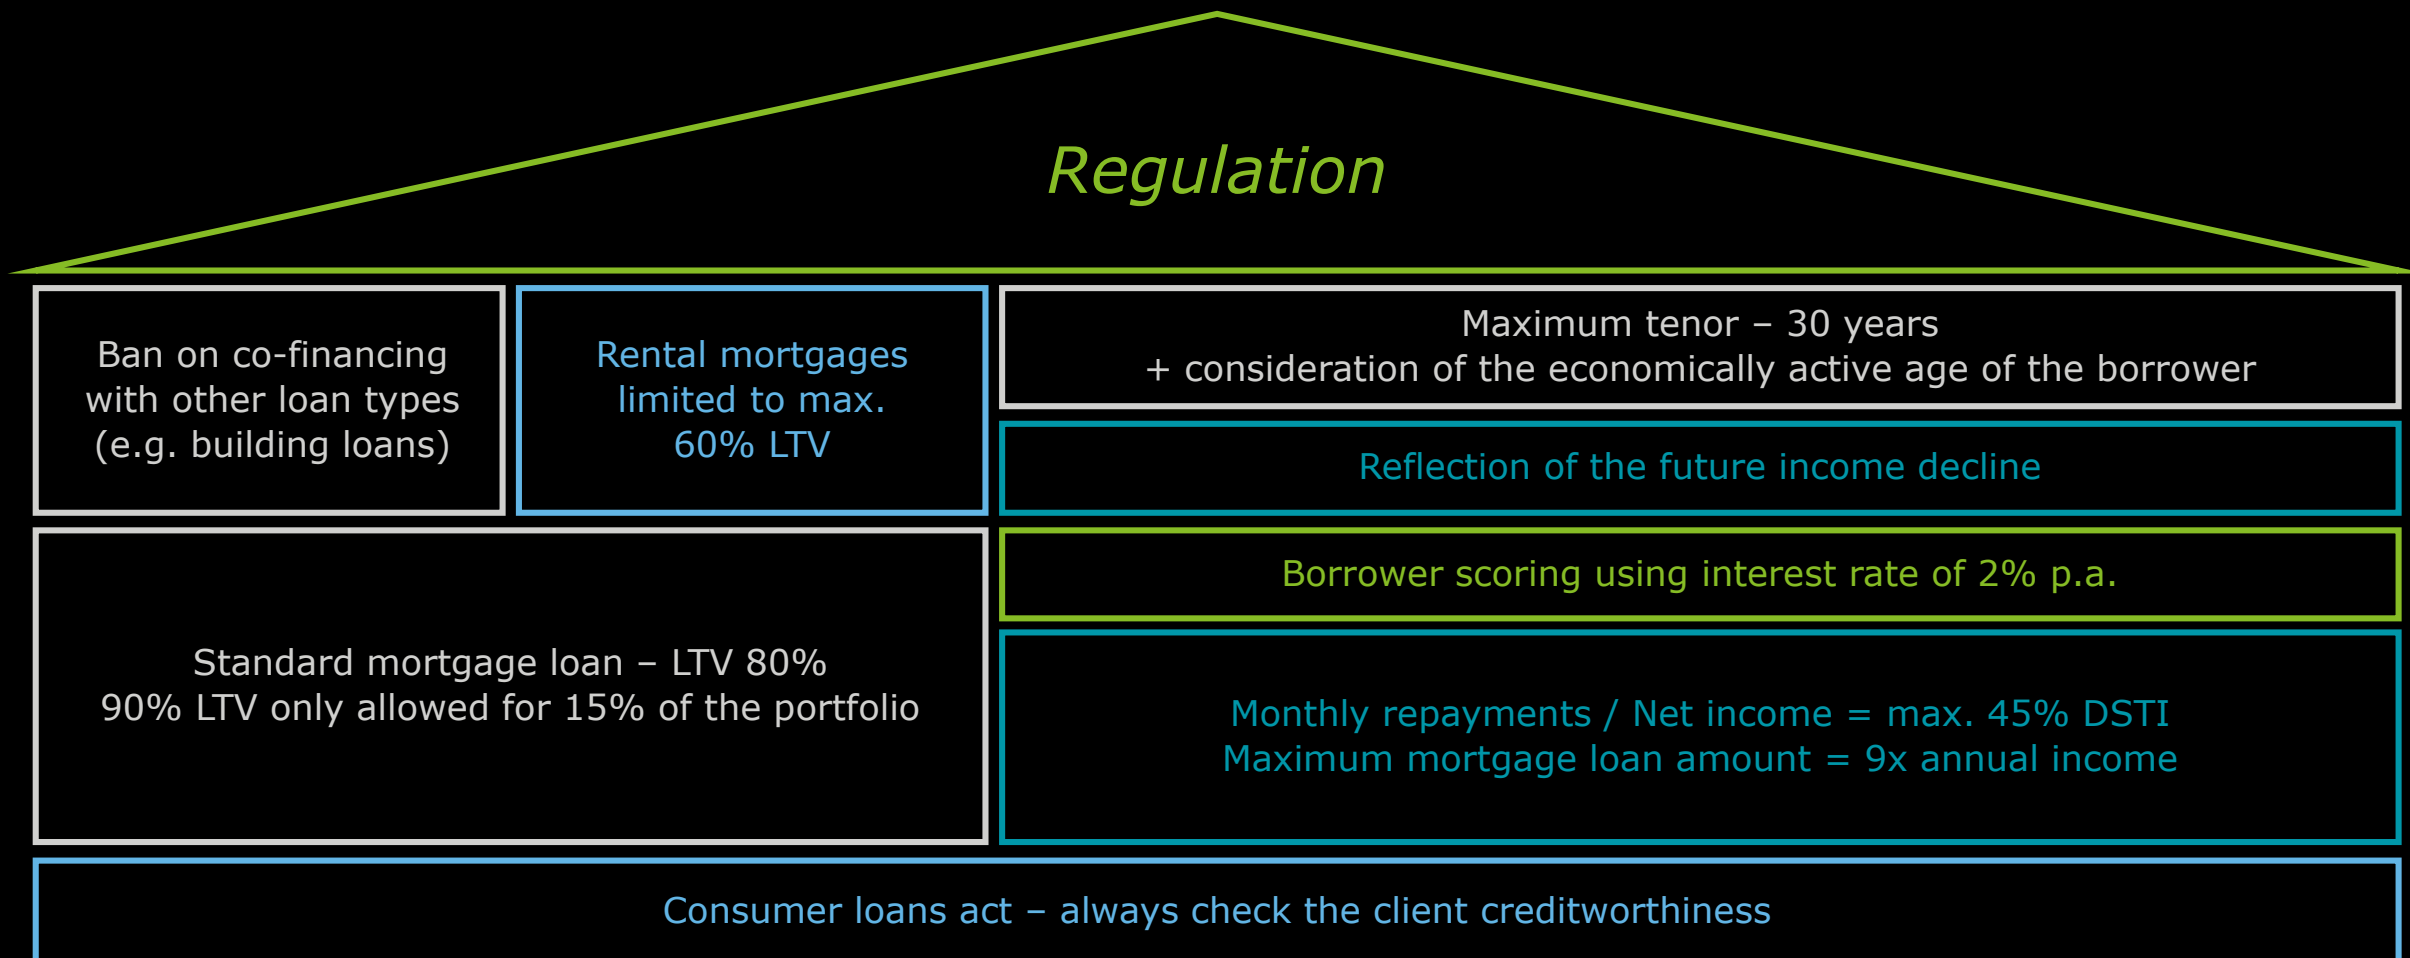 Regulation
Ban on co-financing
with other loan types
(e.g. building loans)
Rental mortgages
limited to max.
60% LTV
Maximum tenor – 30 years
+ consideration of the economically active age of the borrower
Reflection of the future income decline
Borrower scoring using interest rate of 2% p.a.
Standard mortgage loan – LTV 80%
90% LTV only allowed for 15% of the portfolio
Monthly repayments / Net income = max. 45% DSTI
Maximum mortgage loan amount = 9x annual income
Consumer loans act – always check the client creditworthiness